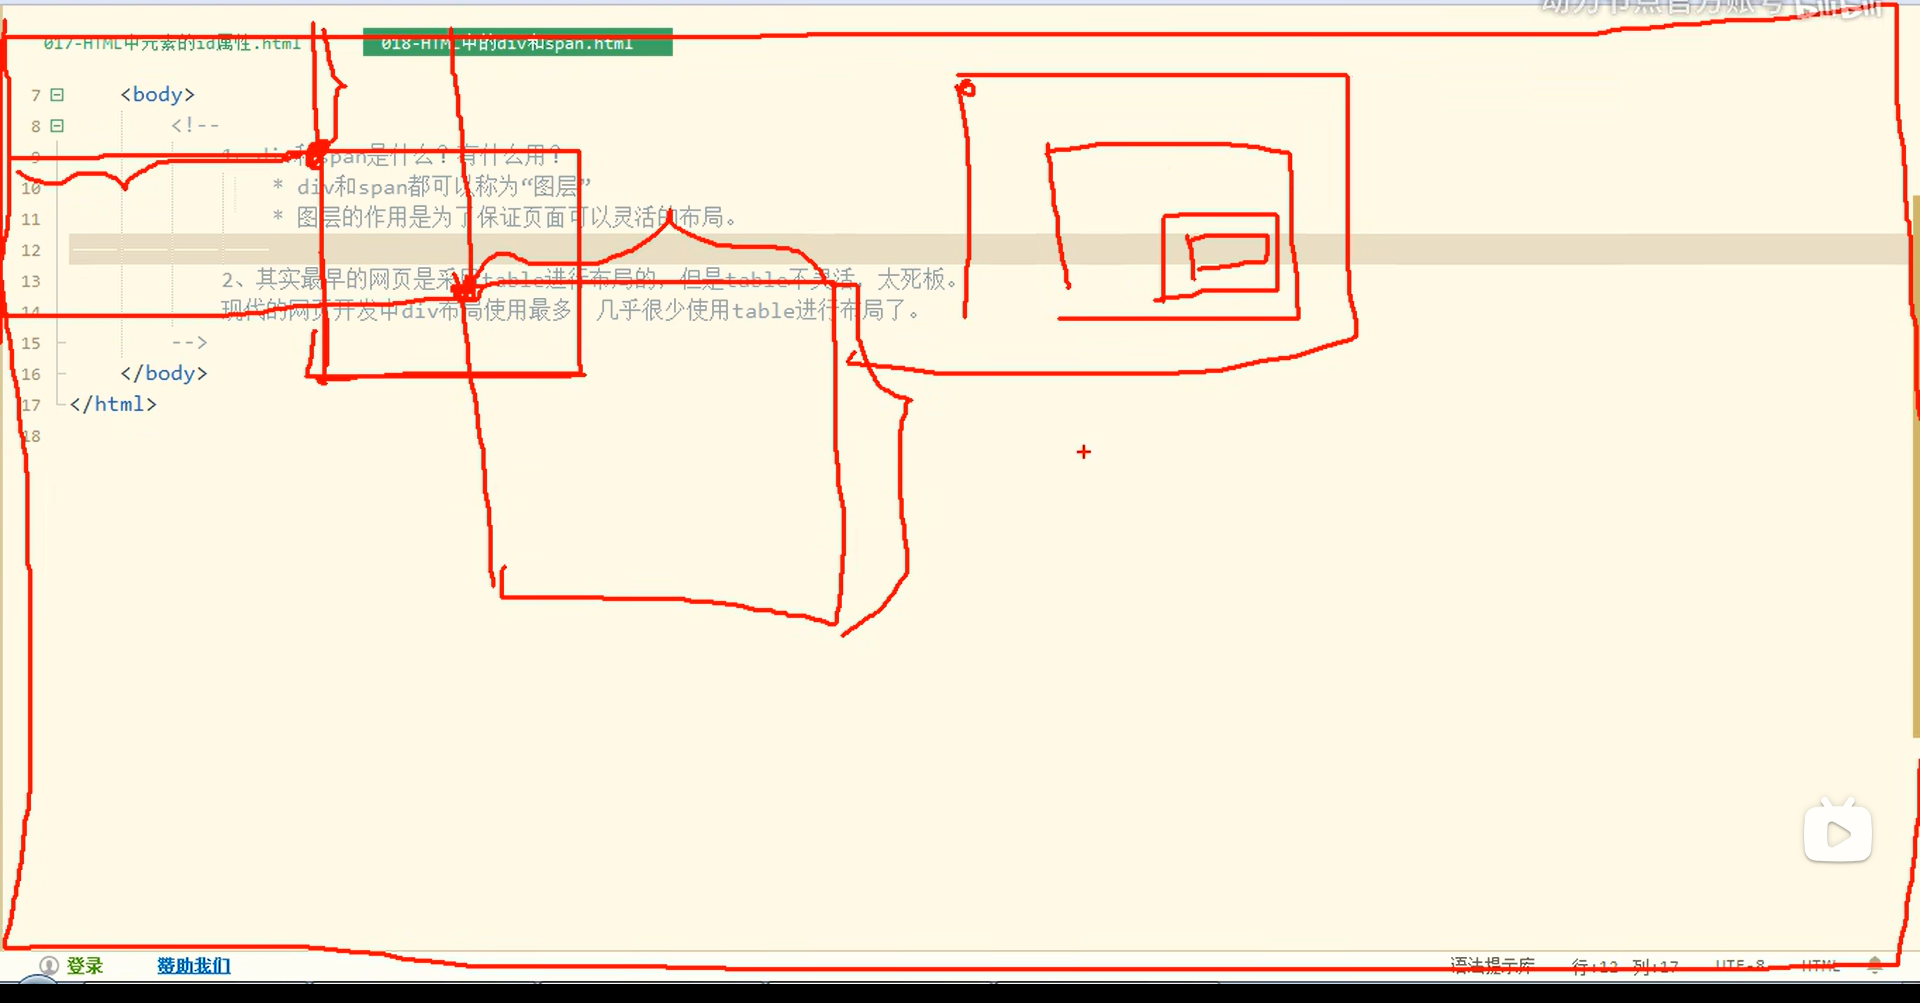 动力节点官方账号 bilibili
017-HTML中元素的id属性.html 018-HTML中的div和span.html
7 <body>
8 <!--
9 1、div和span是什么？有什么用？
10 * div和span都可以称为“图层”
11 * 图层的作用是为了保证页面可以灵活的布局。
12
13 2、其实最早的网页是采用table进行布局的，但是table不灵活，太死板。
14 现代的网页开发中div布局使用最多，几乎很少使用table进行布局了。
15 -->
16 </body>
17 </html>
18
登录 赞助我们 语法提示库 行:12 列:17 UTF-8 HTML